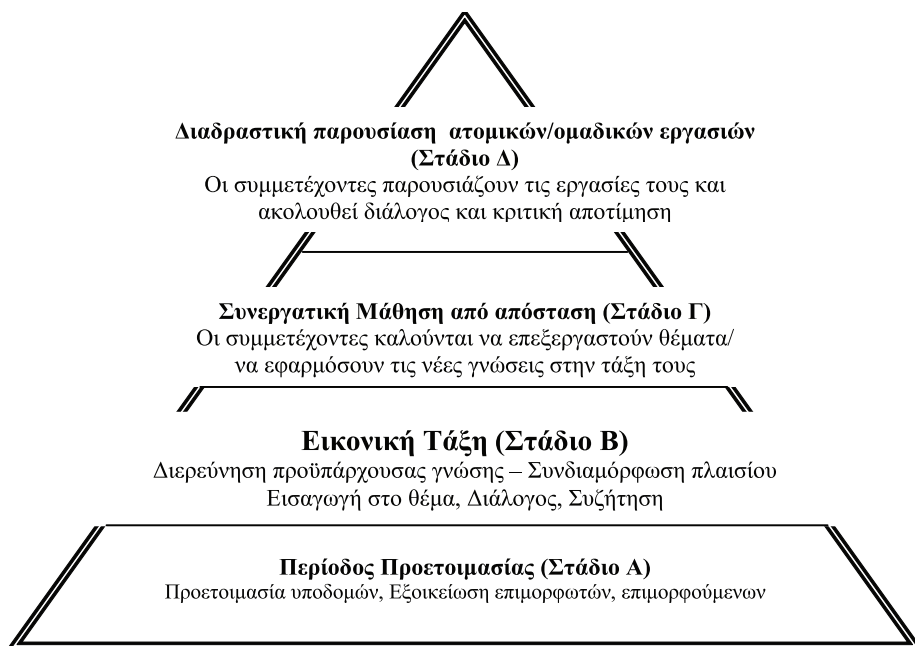 Διαδραστική παρουσίαση ατομικών/ομαδικών εργασιών
(Στάδιο Δ)
Οι συμμετέχοντες παρουσιάζουν τις εργασίες τους και
ακολουθεί διάλογος και κριτική αποτίμηση
Συνεργατική Μάθηση από απόσταση (Στάδιο Γ)
Οι συμμετέχοντες καλούνται να επεξεργαστούν θέματα/
να εφαρμόσουν τις νέες γνώσεις στην τάξη τους
Εικονική Τάξη (Στάδιο Β)
Διερεύνηση προϋπάρχουσας γνώσης – Συνδιαμόρφωση πλαισίου
Εισαγωγή στο θέμα, Διάλογος, Συζήτηση
Περίοδος Προετοιμασίας (Στάδιο Α)
Προετοιμασία υποδομών, Εξοικείωση επιμορφωτών, επιμορφούμενων